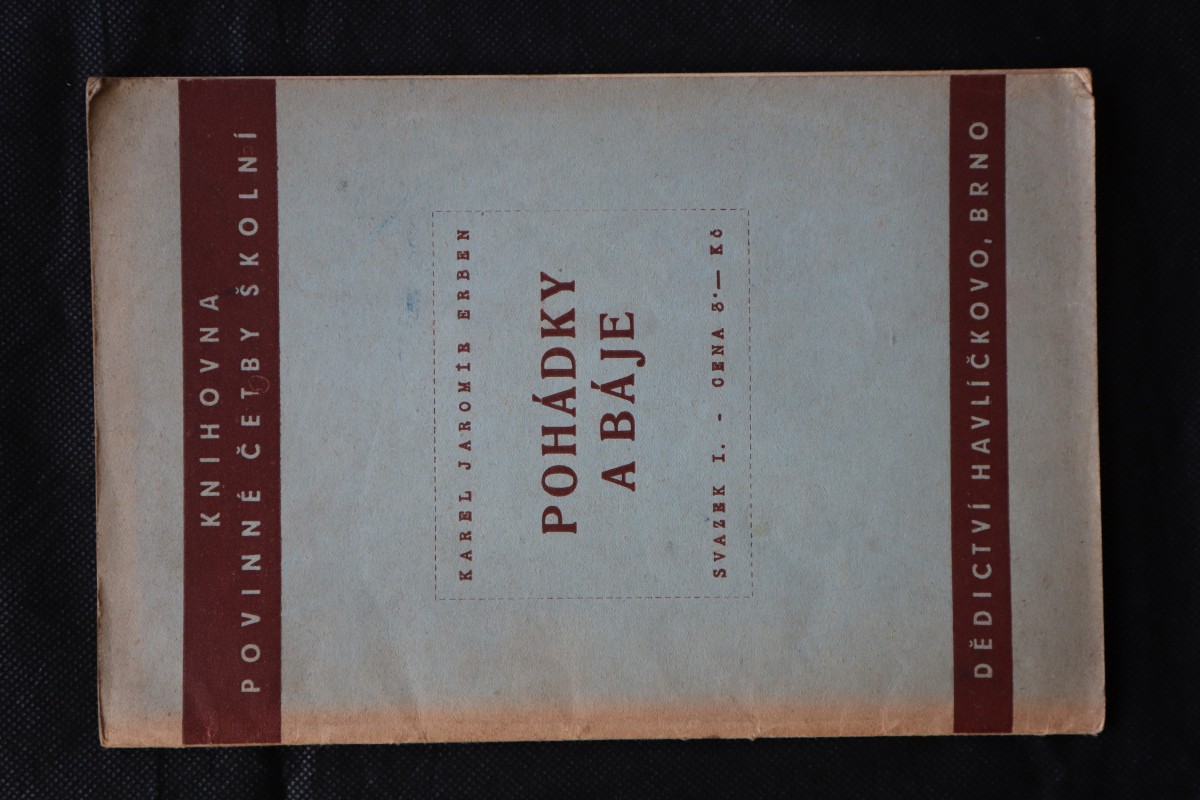 KNIHOVNA
POVINNÉ ČETBY ŠKOLNÍ
KAREL JAROMÍR ERBEN
POHÁDKY
A BÁJE
SVAZEK I. - CENA 3·— Kč
DĚDICTVÍ HAVLÍČKOVO, BRNO